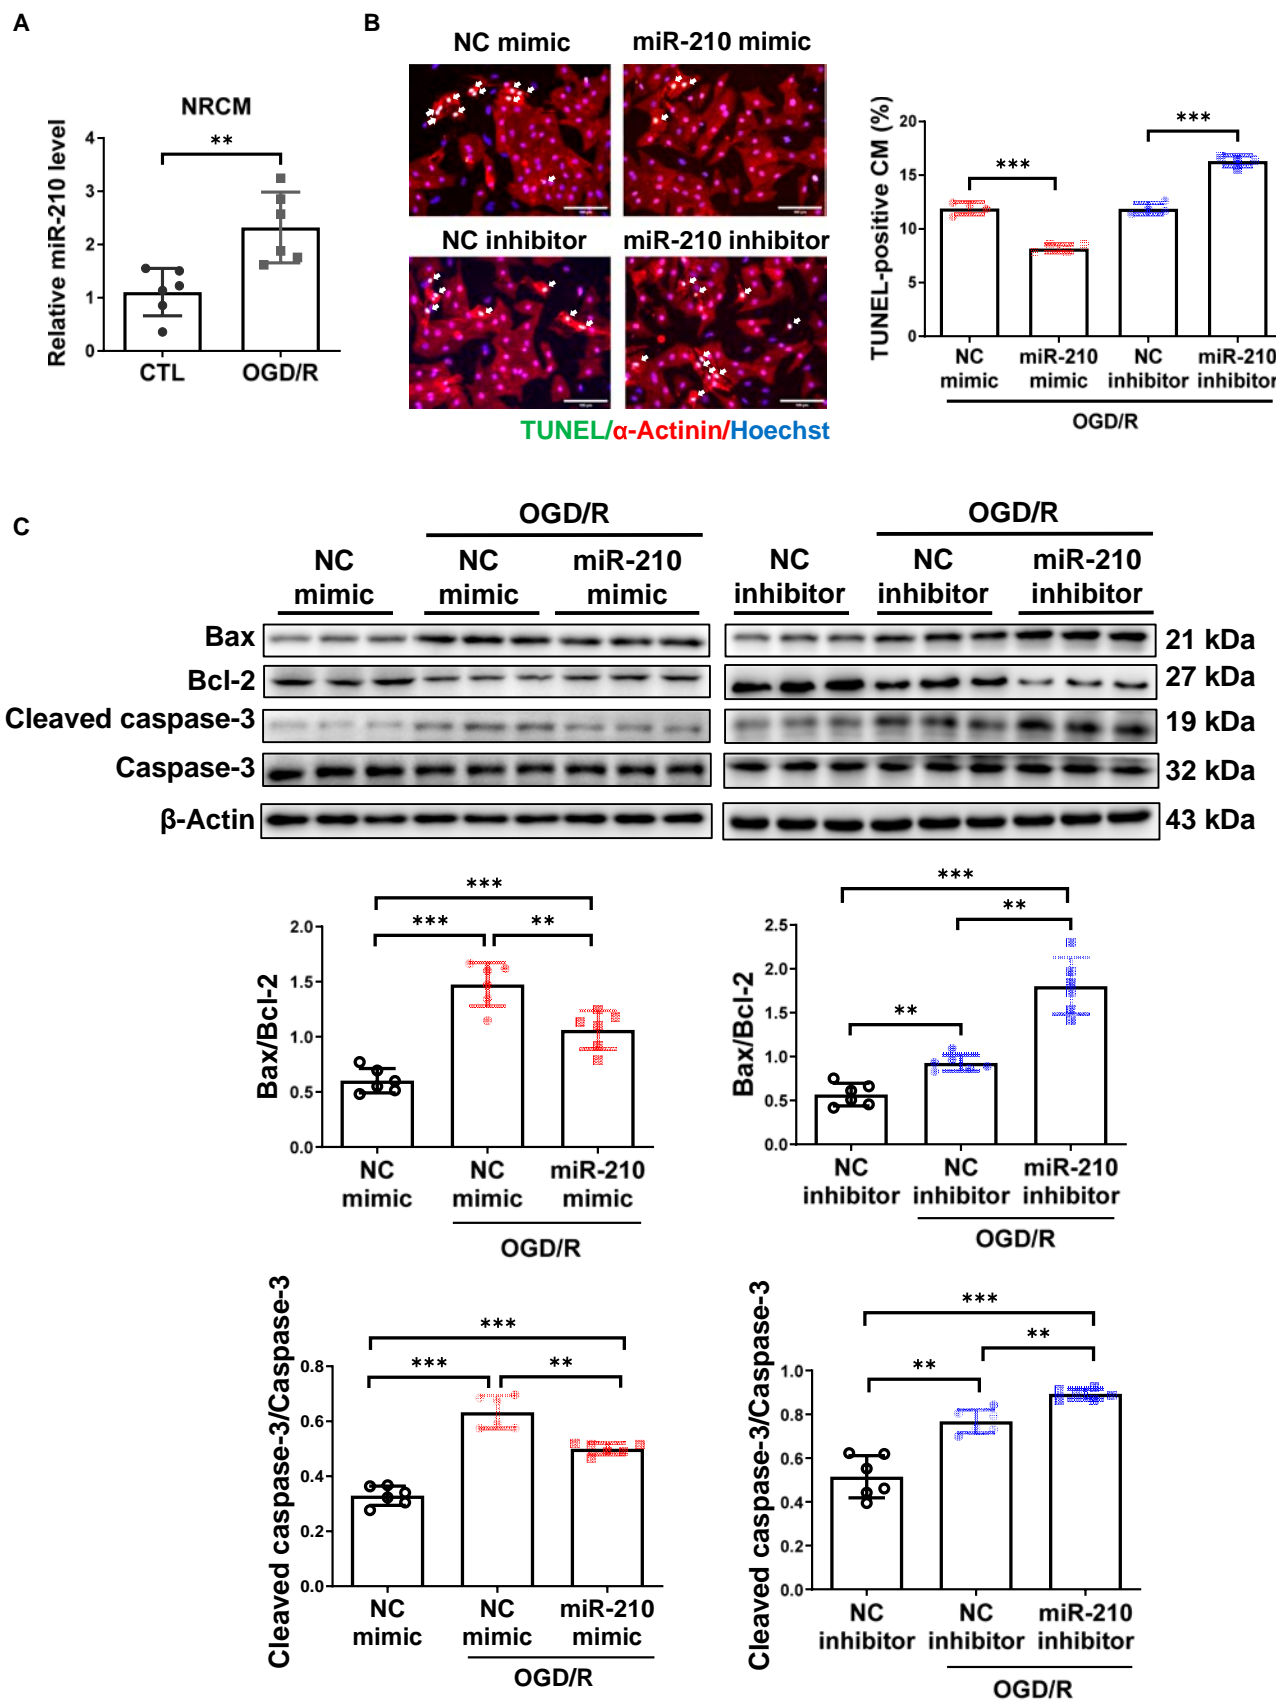 A
NRCM
Relative miR-210 level
4
3
2
1
0
**
CTL
OGD/R
B
NC mimic
miR-210 mimic
NC inhibitor
miR-210 inhibitor
TUNEL/α-Actinin/Hoechst
TUNEL-positive CM (%)
20
15
10
5
0
***
***
NC
mimic
miR-210
mimic
NC
inhibitor
miR-210
inhibitor
OGD/R
C
OGD/R
NC
mimic
NC
mimic
miR-210
mimic
OGD/R
NC
inhibitor
NC
inhibitor
miR-210
inhibitor
Bax
21 kDa
Bcl-2
27 kDa
Cleaved caspase-3
19 kDa
Caspase-3
32 kDa
β-Actin
43 kDa
Bax/Bcl-2
2.0
1.5
1.0
0.5
0.0
***
***
**
NC
mimic
NC
mimic
miR-210
mimic
OGD/R
Bax/Bcl-2
2.5
2.0
1.5
1.0
0.5
0.0
***
**
**
NC
inhibitor
NC
inhibitor
miR-210
inhibitor
OGD/R
Cleaved caspase-3/Caspase-3
0.8
0.6
0.4
0.2
0.0
***
***
**
NC
mimic
NC
mimic
miR-210
mimic
OGD/R
Cleaved caspase-3/Caspase-3
1.0
0.8
0.6
0.4
0.2
0.0
***
**
**
NC
inhibitor
NC
inhibitor
miR-210
inhibitor
OGD/R